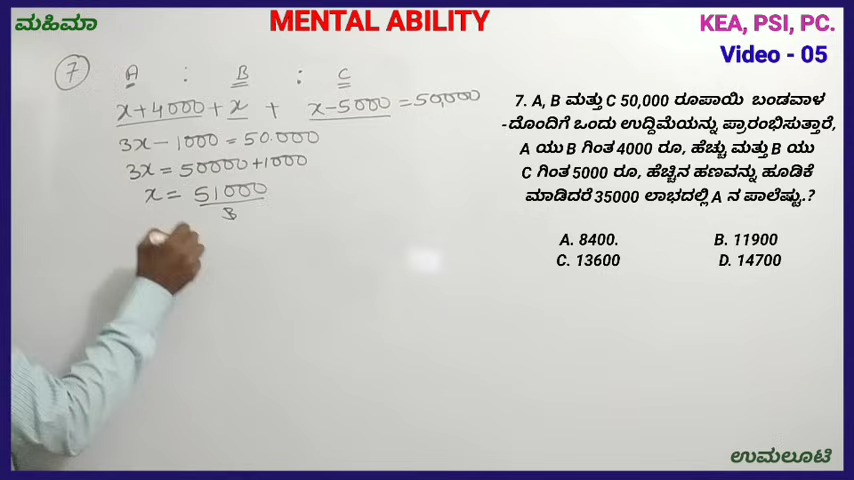 ಮಹಿಮಾ
MENTAL ABILITY
KEA, PSI, PC.
Video - 05
7 A : B : C
x+4000 + x + x-5000 = 50,000
3x - 1000 = 50.000
3x = 50000+1000
x = 51000
3
7. A, B ಮತ್ತು C 50,000 ರೂಪಾಯಿ ಬಂಡವಾಳ
-ದೊಂದಿಗೆ ಒಂದು ಉದ್ದಿಮೆಯನ್ನು ಪ್ರಾರಂಭಿಸುತ್ತಾರೆ,
A ಯು B ಗಿಂತ 4000 ರೂ, ಹೆಚ್ಚು ಮತ್ತು B ಯು
C ಗಿಂತ 5000 ರೂ, ಹೆಚ್ಚಿನ ಹಣವನ್ನು ಹೂಡಿಕೆ
ಮಾಡಿದರೆ 35000 ಲಾಭದಲ್ಲಿ A ನ ಪಾಲೆಷ್ಟು.?
A. 8400. B. 11900
C. 13600 D. 14700
ಉಮಲೂಟಿ